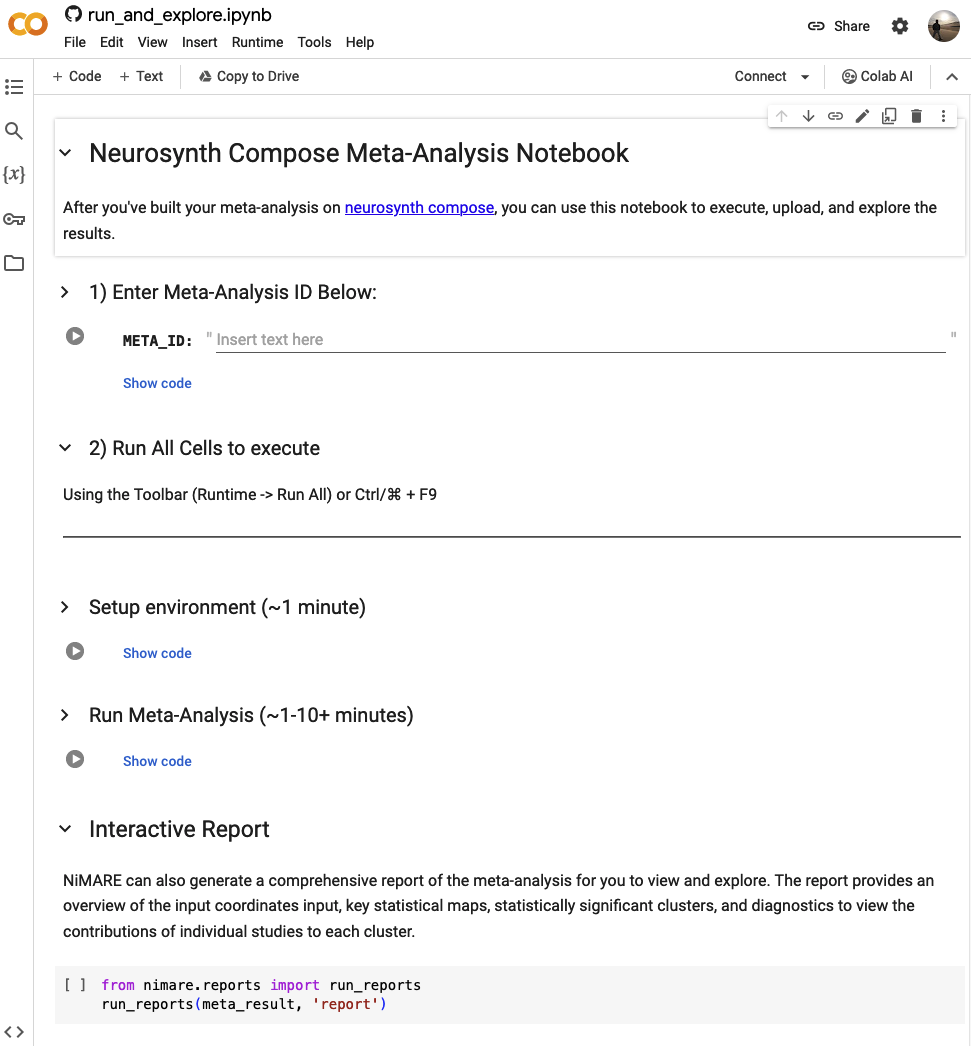 run_and_explore.ipynb
File Edit View Insert Runtime Tools Help
Share
+ Code + Text Copy to Drive Connect Colab AI
Neurosynth Compose Meta-Analysis Notebook
After you've built your meta-analysis on neurosynth compose, you can use this notebook to execute, upload, and explore the
results.
{x}
1) Enter Meta-Analysis ID Below:
META_ID: " Insert text here "
Show code
2) Run All Cells to execute
Using the Toolbar (Runtime -> Run All) or Ctrl/⌘ + F9
Setup environment (~1 minute)
Show code
Run Meta-Analysis (~1-10+ minutes)
Show code
Interactive Report
NiMARE can also generate a comprehensive report of the meta-analysis for you to view and explore. The report provides an
overview of the input coordinates input, key statistical maps, statistically significant clusters, and diagnostics to view the
contributions of individual studies to each cluster.
[ ] from nimare.reports import run_reports
run_reports(meta_result, 'report')